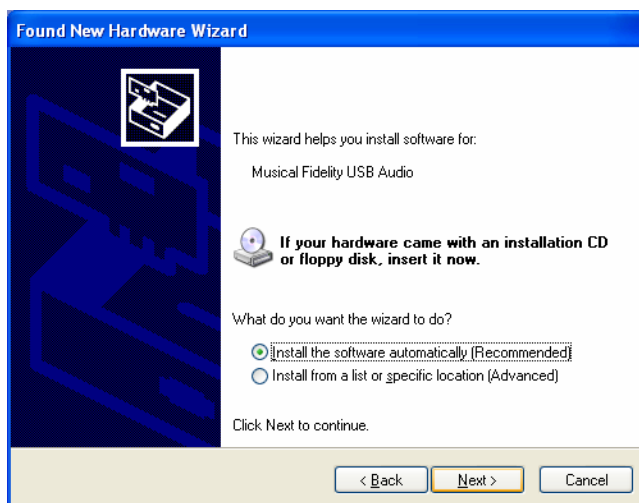 Found New Hardware Wizard
This wizard helps you install software for:
Musical Fidelity USB Audio
If your hardware came with an installation CD
or floppy disk, insert it now.
What do you want the wizard to do?
Install the software automatically (Recommended)
Install from a list or specific location (Advanced)
Click Next to continue.
< Back Next > Cancel